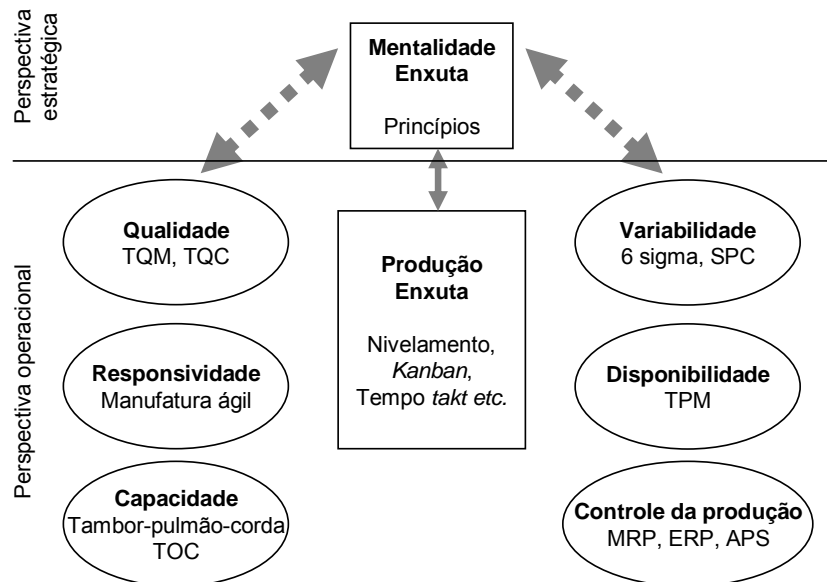 Perspectiva
estratégica
Mentalidade
Enxuta
Princípios
Perspectiva operacional
Qualidade
TQM, TQC
Responsividade
Manufatura ágil
Capacidade
Tambor-pulmão-corda
TOC
Produção
Enxuta
Nivelamento,
Kanban,
Tempo takt etc.
Variabilidade
6 sigma, SPC
Disponibilidade
TPM
Controle da produção
MRP, ERP, APS